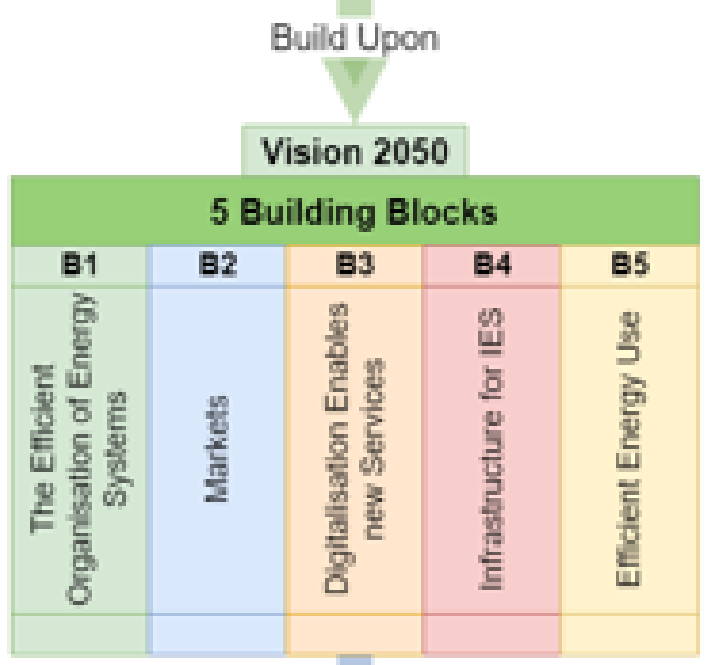 Build Upon
Vision 2050
5 Building Blocks
B1
B2
B3
B4
B5
The Efficient
Organisation of Energy
Systems
Markets
Digitalisation Enables
new Services
Infrastructure for IES
Efficient Energy Use